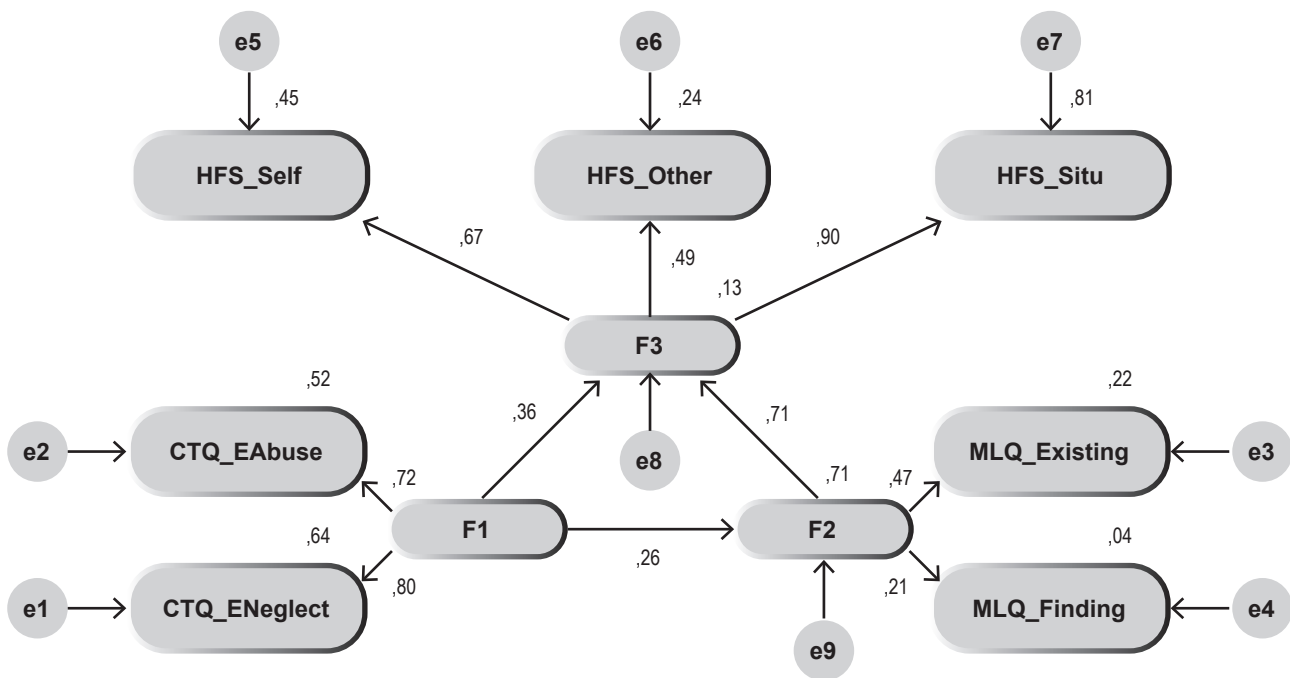 e5
e6
e7
,45
,24
,81
HFS_Self
HFS_Other
HFS_Situ
,67
,49
,90
,13
F3
,52
,22
,36
,71
e2
CTQ_EAbuse
e8
MLQ_Existing
e3
,72
,71
,47
F1
F2
,64
,04
,26
,80
,21
e1
CTQ_ENeglect
MLQ_Finding
e4
e9